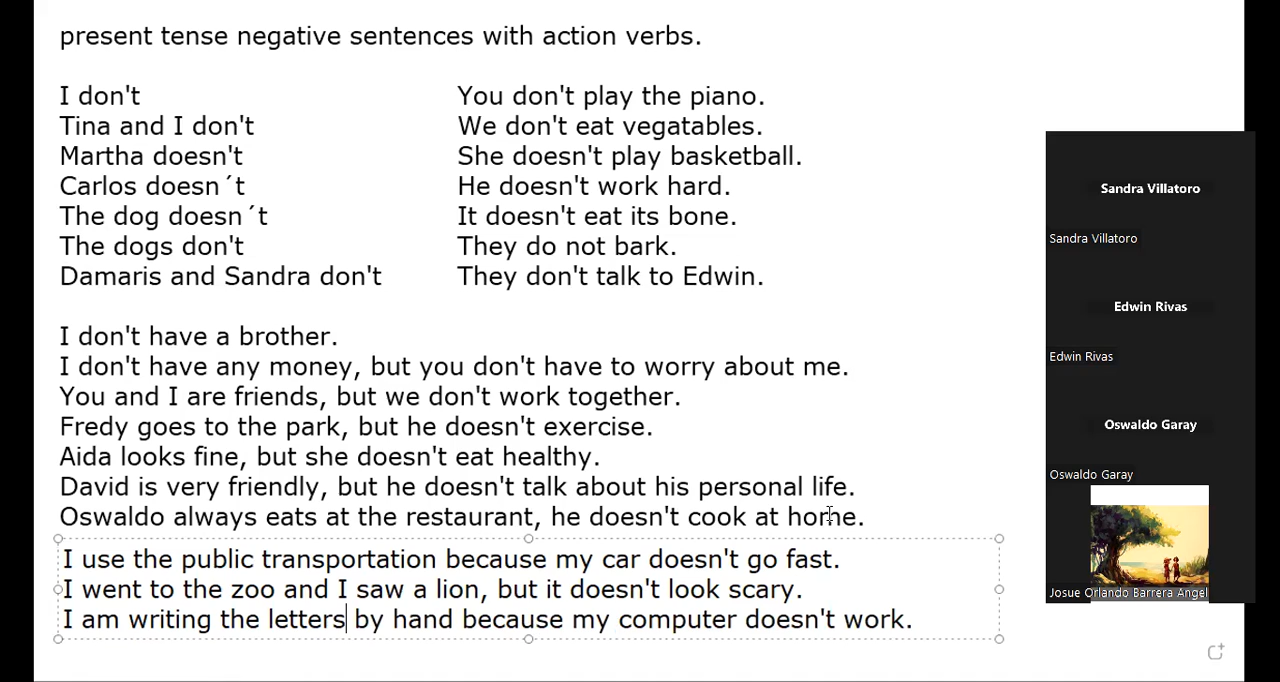 present tense negative sentences with action verbs.
I don't
You don't play the piano.
Tina and I don't
We don't eat vegatables.
Martha doesn't
She doesn't play basketball.
Carlos doesn´t
He doesn't work hard.
The dog doesn´t
It doesn't eat its bone.
The dogs don't
They do not bark.
Damaris and Sandra don't
They don't talk to Edwin.
I don't have a brother.
I don't have any money, but you don't have to worry about me.
You and I are friends, but we don't work together.
Fredy goes to the park, but he doesn't exercise.
Aida looks fine, but she doesn't eat healthy.
David is very friendly, but he doesn't talk about his personal life.
Oswaldo always eats at the restaurant, he doesn't cook at home.
I use the public transportation because my car doesn't go fast.
I went to the zoo and I saw a lion, but it doesn't look scary.
I am writing the letters by hand because my computer doesn't work.
Sandra Villatoro
Sandra Villatoro
Edwin Rivas
Edwin Rivas
Oswaldo Garay
Oswaldo Garay
Josue Orlando Barrera Angel